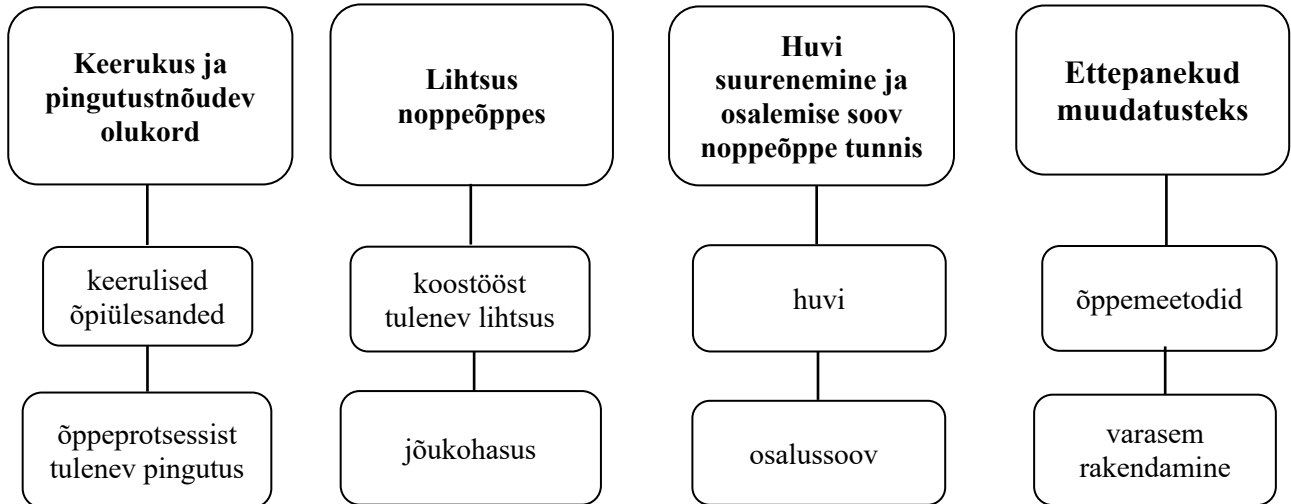 Keerukus ja
pingutustnõudev
olukord
Lihtsus
noppeõppes
Huvi
suurenemine ja
osalemise soov
noppeõppe tunnis
Ettepanekud
muudatusteks
keerulised
õpiülesanded
koostööst
tulenev lihtsus
huvi
õppemeetodid
õppeprotsessist
tulenev pingutus
jõukohasus
osalussoov
varasem
rakendamine